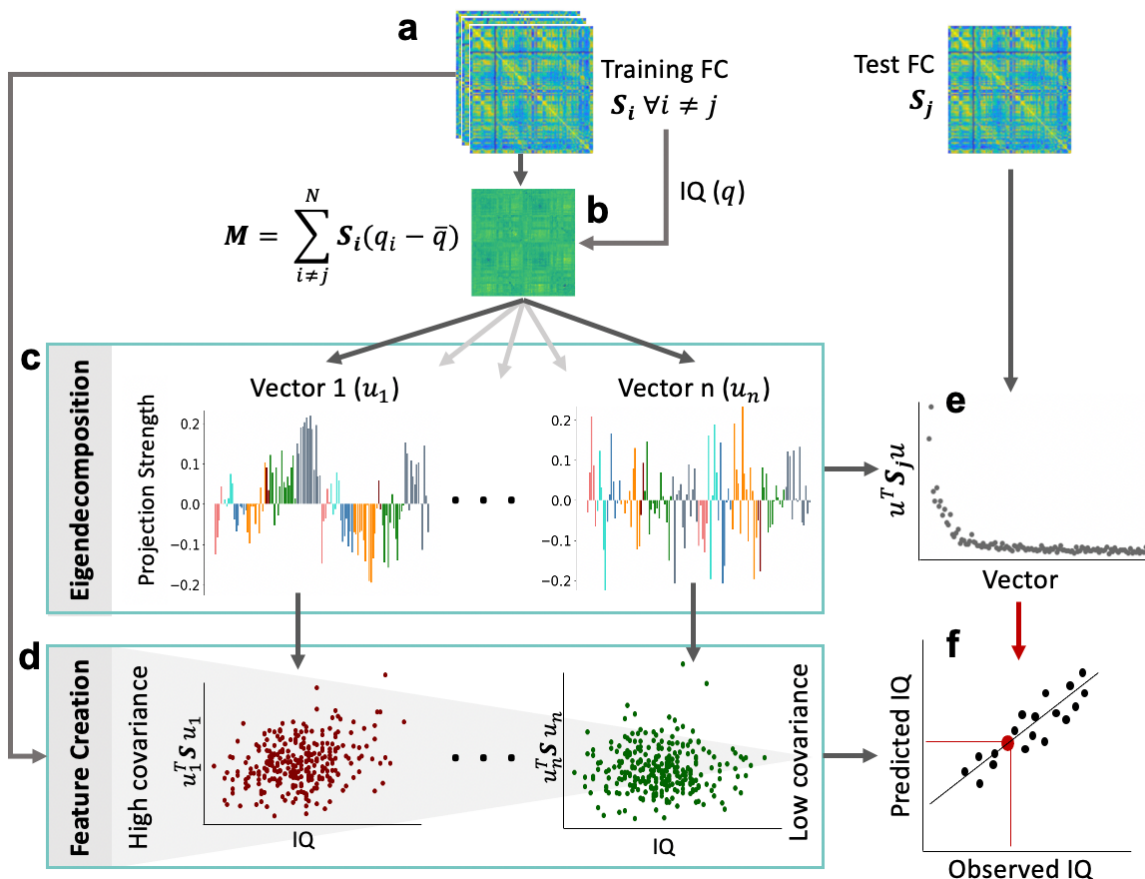 a
Training FC
S_i ∀i ≠ j
Test FC
S_j
IQ (q)
b
M = ∑_{i≠j}^{N} S_i(q_i − q̄)
c
Eigendecomposition
Vector 1 (u_1)
Projection Strength
0.2
0.1
0.0
−0.1
−0.2
Vector n (u_n)
0.2
0.1
0.0
−0.1
−0.2
e
u^T S_j u
Vector
d
Feature Creation
High covariance
u_1^T S u_1
IQ
u_n^T S u_n
IQ
Low covariance
f
Predicted IQ
Observed IQ